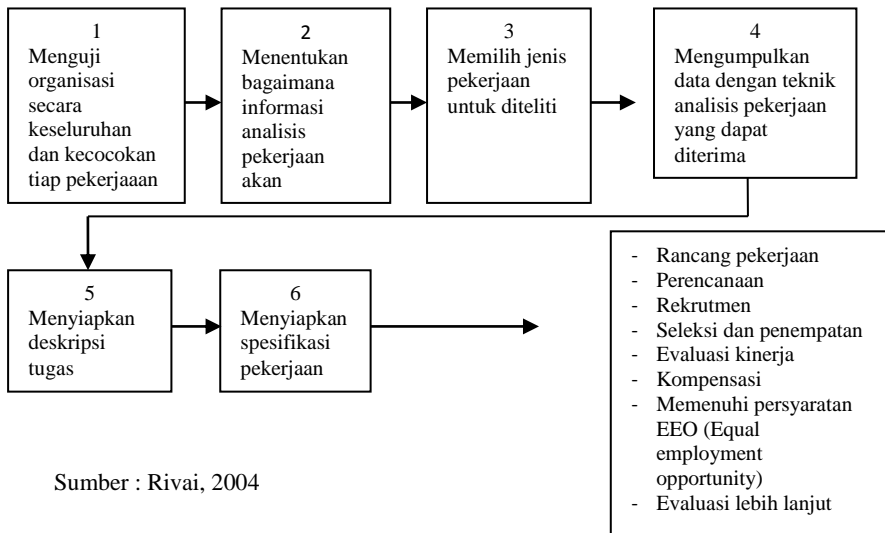 1
Menguji
organisasi
secara
keseluruhan
dan kecocokan
tiap pekerjaaan
2
Menentukan
bagaimana
informasi
analisis
pekerjaan
akan
3
Memilih jenis
pekerjaan
untuk diteliti
4
Mengumpulkan
data dengan teknik
analisis pekerjaan
yang dapat
diterima
5
Menyiapkan
deskripsi
tugas
6
Menyiapkan
spesifikasi
pekerjaan
- Rancang pekerjaan
- Perencanaan
- Rekrutmen
- Seleksi dan penempatan
- Evaluasi kinerja
- Kompensasi
- Memenuhi persyaratan
EEO (Equal
employment
opportunity)
- Evaluasi lebih lanjut
Sumber : Rivai, 2004